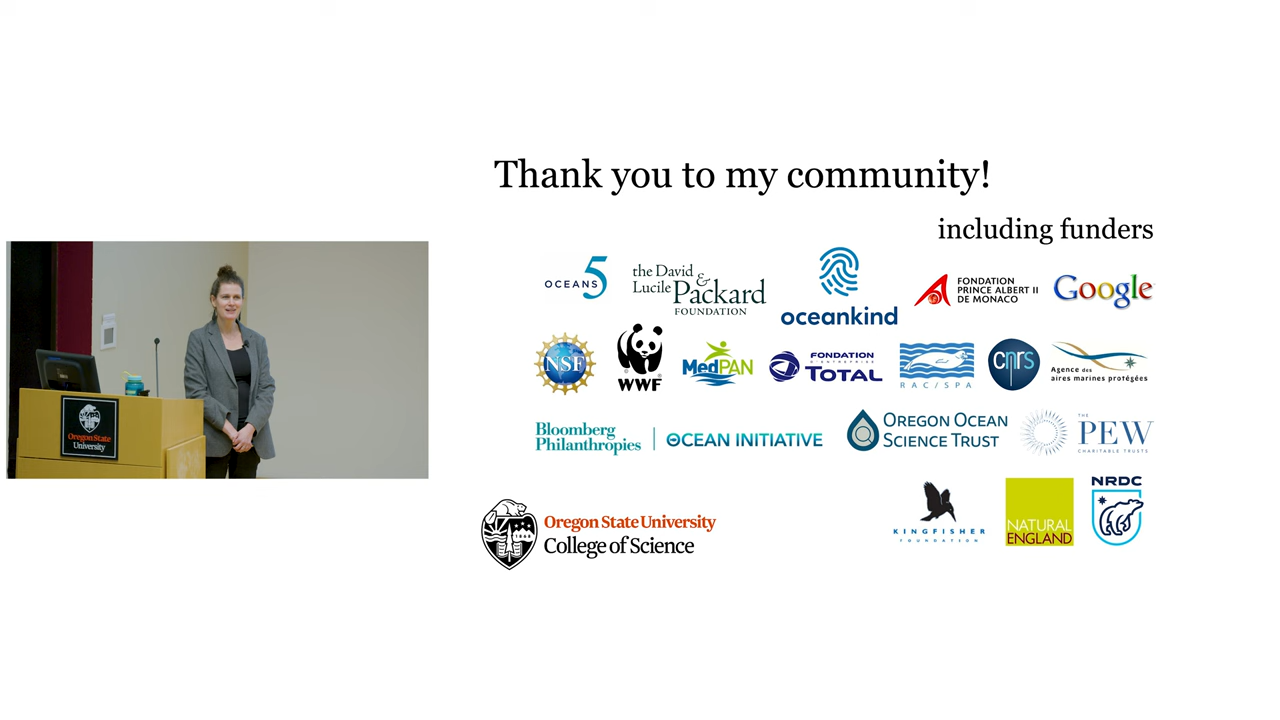 Thank you to my community!
including funders
OCEANS 5
the David & Lucile Packard
FOUNDATION
oceankind
FONDATION
PRINCE ALBERT II
DE MONACO
Google
NSF
WWF
MedPAN
FONDATION
D'ENTREPRISE
TOTAL
RAC/SPA
cnrs
Agence des
aires marines protégées
Bloomberg
Philanthropies
OCEAN INITIATIVE
OREGON OCEAN
SCIENCE TRUST
THE
PEW
CHARITABLE TRUSTS
KINGFISHER
FOUNDATION
NATURAL
ENGLAND
NRDC
Oregon State University
College of Science
Oregon State
University